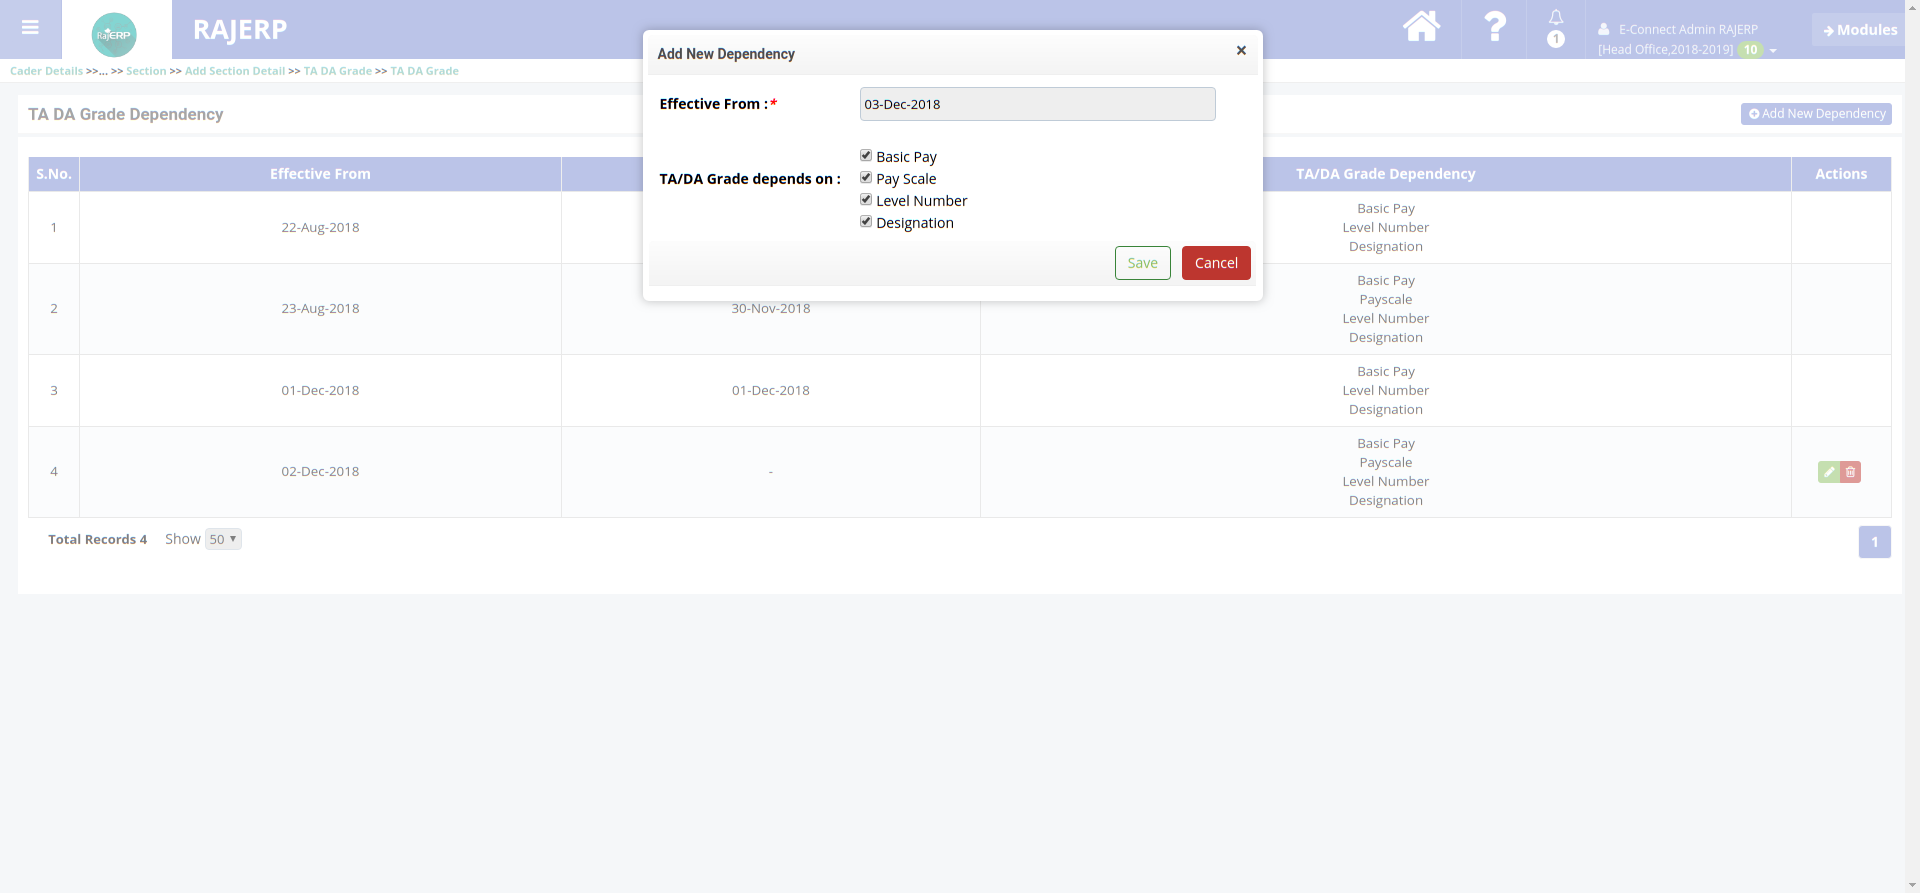 RajERP
RAJERP
1
E-Connect Admin RAJERP
[Head Office,2018-2019] 10
Modules
Cader Details >>... >> Section >> Add Section Detail >> TA DA Grade >> TA DA Grade
Add New Dependency
Effective From :*
03-Dec-2018
TA/DA Grade depends on :
Basic Pay
Pay Scale
Level Number
Designation
Save
Cancel
TA DA Grade Dependency
Add New Dependency
S.No.
Effective From
TA/DA Grade Dependency
Actions
1
22-Aug-2018
Basic Pay
Level Number
Designation
2
23-Aug-2018
30-Nov-2018
Basic Pay
Payscale
Level Number
Designation
3
01-Dec-2018
01-Dec-2018
Basic Pay
Level Number
Designation
4
02-Dec-2018
-
Basic Pay
Payscale
Level Number
Designation
Total Records 4
Show 50
1